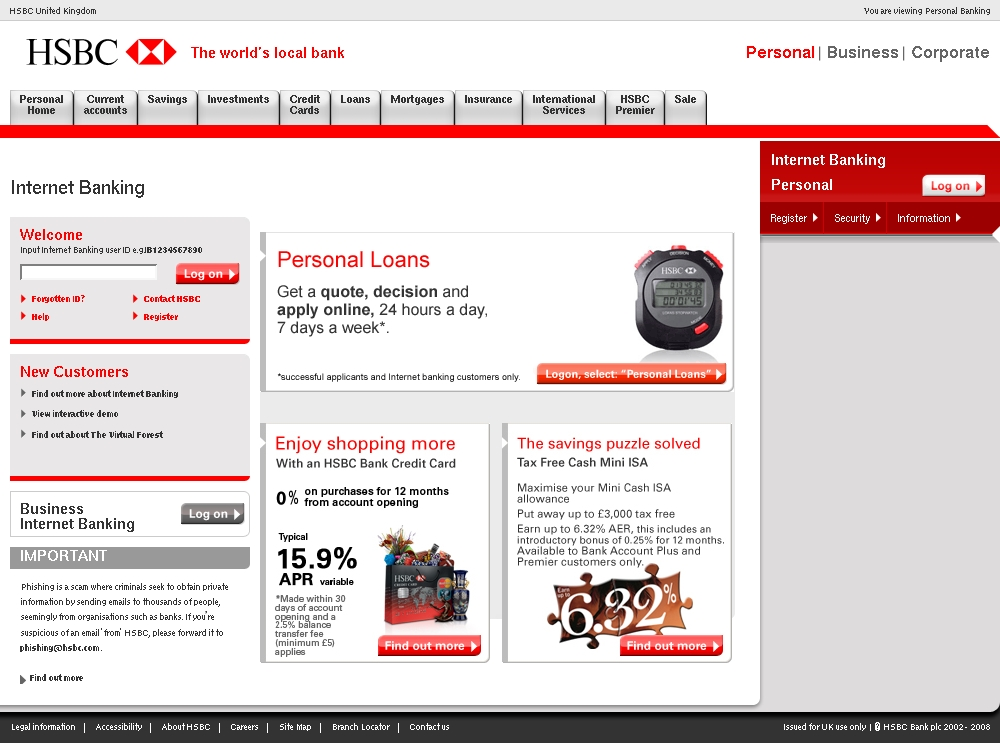 HSBC United Kingdom
You are viewing Personal Banking
HSBC
The world's local bank
Personal | Business | Corporate
Personal Home
Current accounts
Savings
Investments
Credit Cards
Loans
Mortgages
Insurance
International Services
HSBC Premier
Sale
Internet Banking
Personal
Log on
Register
Security
Information
Internet Banking
Welcome
Input Internet Banking user ID e.g.IB1234567890
Log on
Forgotten ID?
Contact HSBC
Help
Register
New Customers
Find out more about Internet Banking
View interactive demo
Find out about The Virtual Forest
Business
Internet Banking
Log on
IMPORTANT
Phishing is a scam where criminals seek to obtain private
information by sending emails to thousands of people,
seemingly from organisations such as banks. If you're
suspicious of an email 'from' HSBC, please forward it to
phishing@hsbc.com.
Find out more
Personal Loans
Get a quote, decision and
apply online, 24 hours a day,
7 days a week*.
*successful applicants and Internet banking customers only.
DECISION
MONEY
HSBC
Logon, select: "Personal Loans"
Enjoy shopping more
With an HSBC Bank Credit Card
0% on purchases for 12 months
from account opening
Typical
15.9%
APR variable
*Made within 30
days of account
opening and a
2.5% balance
transfer fee
(minimum £5)
applies
HSBC
CREDIT CARD
Find out more
The savings puzzle solved
Tax Free Cash Mini ISA
Maximise your Mini Cash ISA
allowance
Put away up to £3,000 tax free
Earn up to 6.32% AER, this includes an
introductory bonus of 0.25% for 12 months.
Available to Bank Account Plus and
Premier customers only.
Earn
up to
6.32%
Find out more
Legal information | Accessibility | About HSBC | Careers | Site Map | Branch Locator | Contact us
Issued for UK use only | © HSBC Bank plc 2002 - 2008